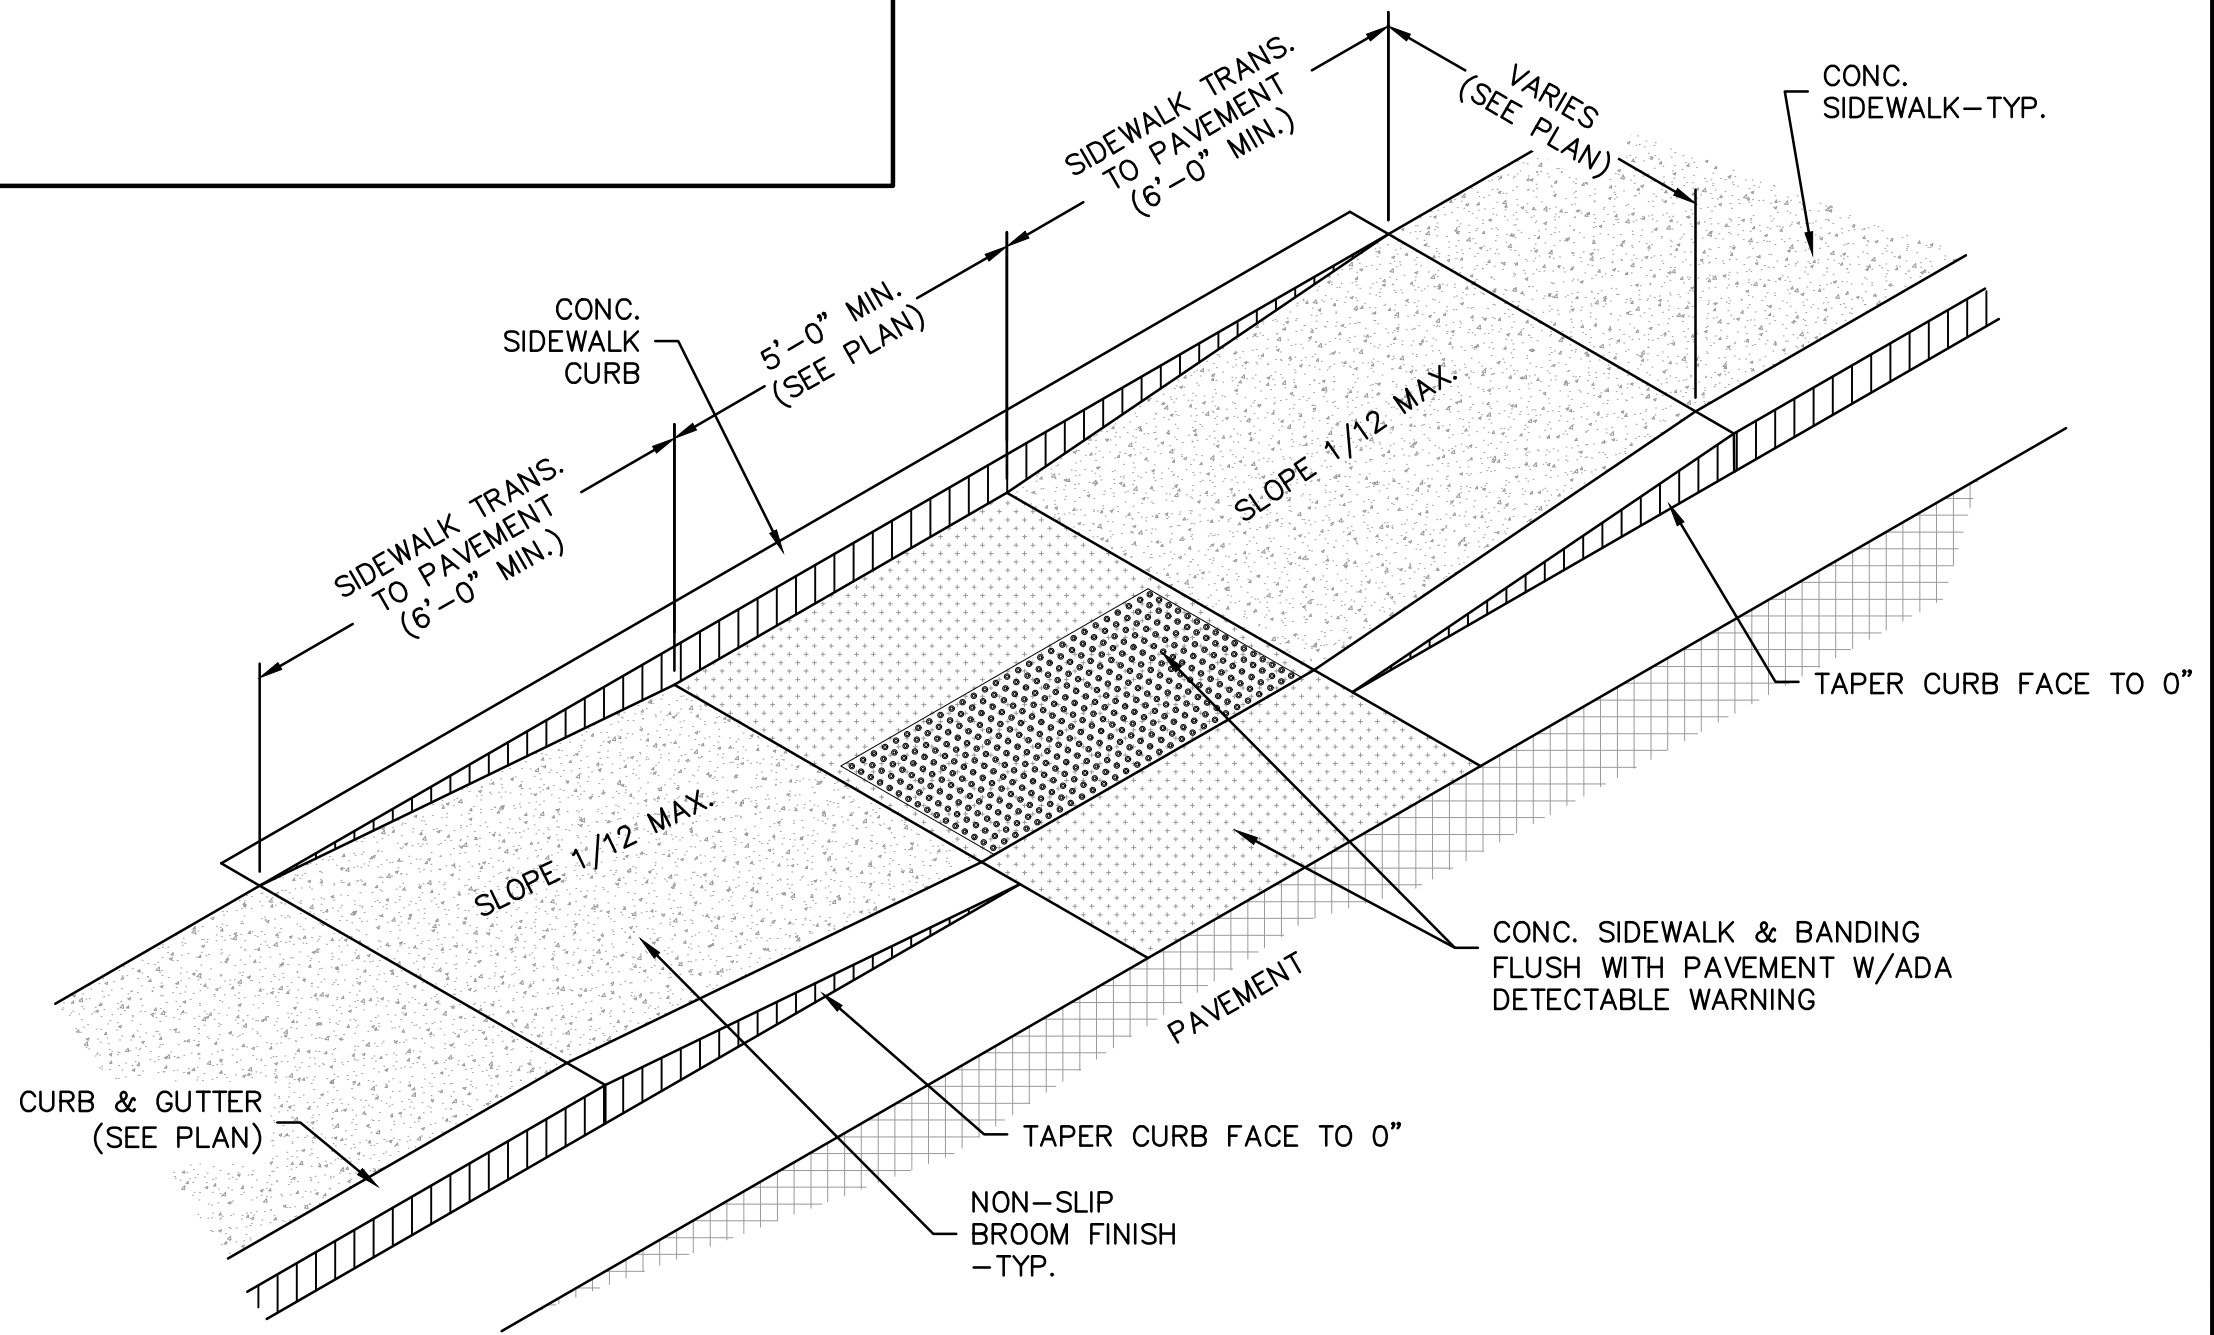 SIDEWALK TRANS.
TO PAVEMENT
(6'-0" MIN.)
VARIES
(SEE PLAN)
CONC.
SIDEWALK-TYP.
CONC.
SIDEWALK
CURB
5'-0" MIN.
(SEE PLAN)
SIDEWALK TRANS.
TO PAVEMENT
(6'-0" MIN.)
SLOPE 1/12 MAX.
TAPER CURB FACE TO 0"
SLOPE 1/12 MAX.
CONC. SIDEWALK & BANDING
FLUSH WITH PAVEMENT W/ADA
DETECTABLE WARNING
PAVEMENT
CURB & GUTTER
(SEE PLAN)
TAPER CURB FACE TO 0"
NON-SLIP
BROOM FINISH
-TYP.